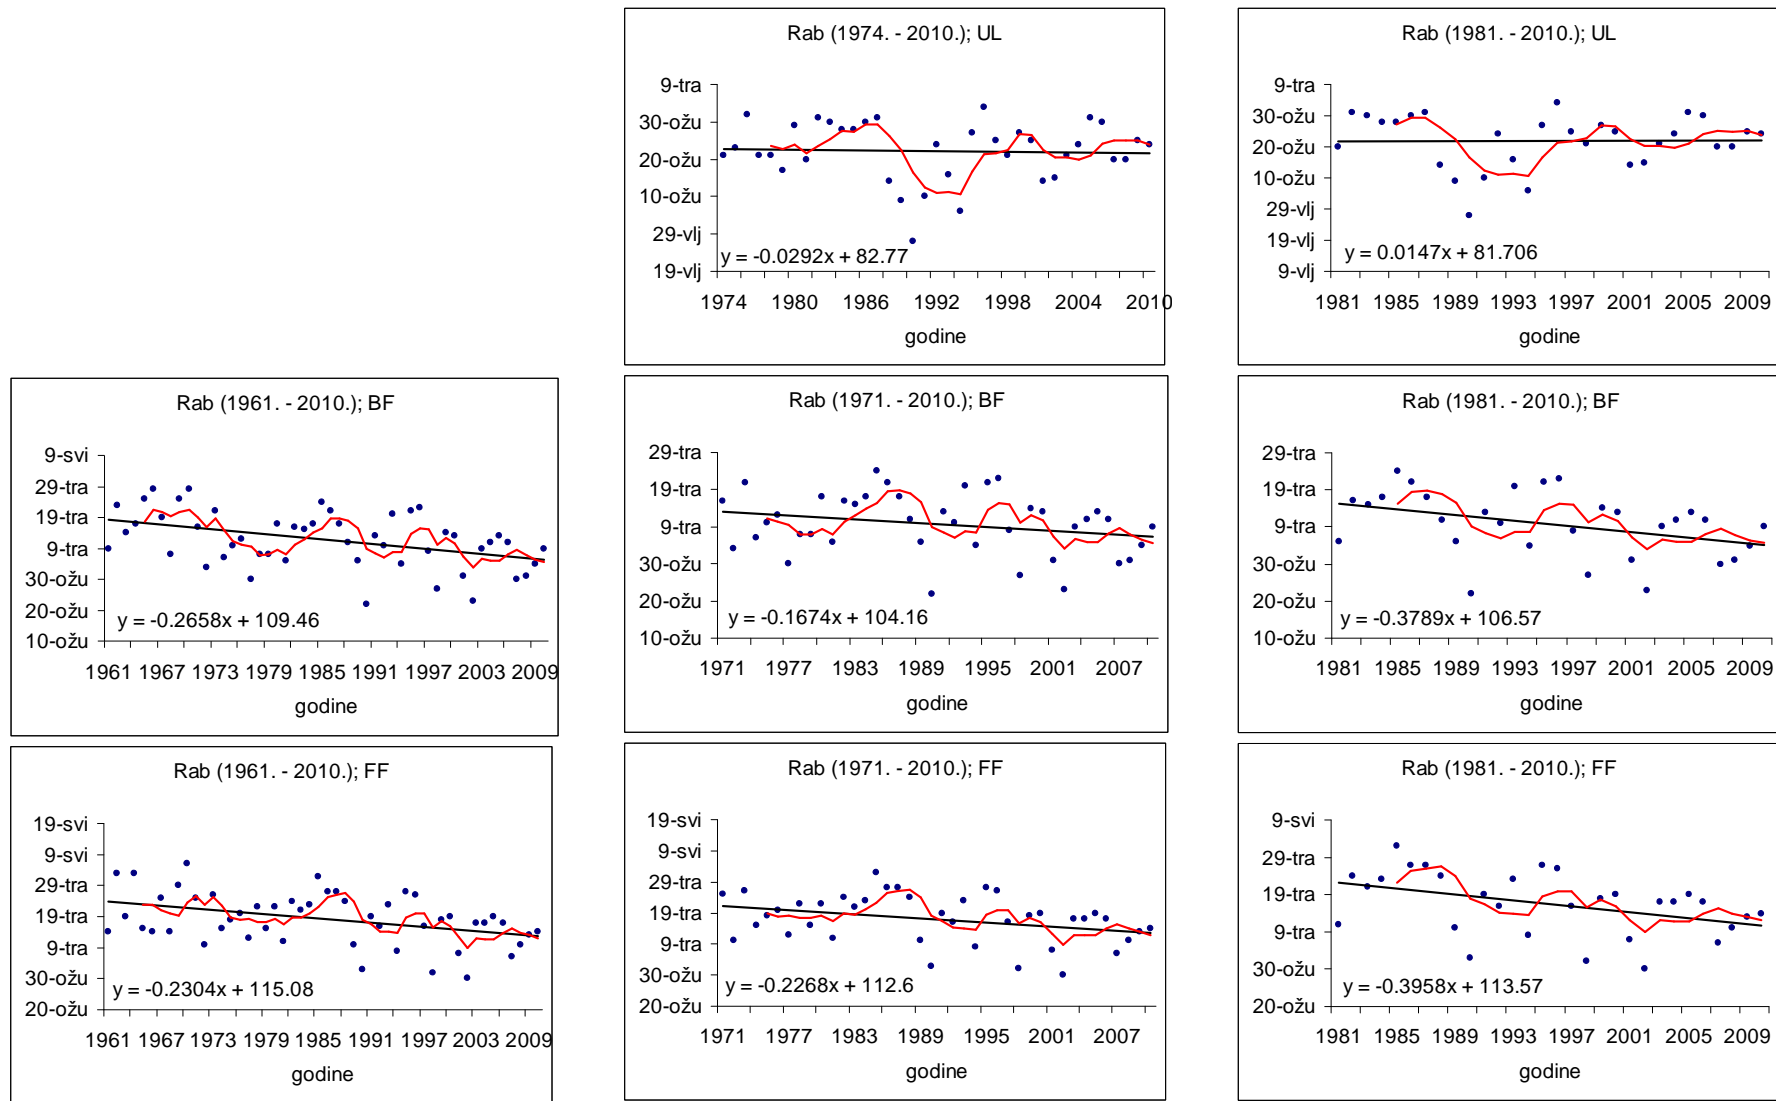 Rab (1974. - 2010.); UL
9-tra
30-ožu
20-ožu
10-ožu
29-vlj
19-vlj
y = -0.0292x + 82.77
1974 1980 1986 1992 1998 2004 2010
godine
Rab (1981. - 2010.); UL
9-tra
30-ožu
20-ožu
10-ožu
29-vlj
19-vlj
9-vlj
y = 0.0147x + 81.706
1981 1985 1989 1993 1997 2001 2005 2009
godine
Rab (1961. - 2010.); BF
9-svi
29-tra
19-tra
9-tra
30-ožu
20-ožu
10-ožu
y = -0.2658x + 109.46
1961 1967 1973 1979 1985 1991 1997 2003 2009
godine
Rab (1971. - 2010.); BF
29-tra
19-tra
9-tra
30-ožu
20-ožu
10-ožu
y = -0.1674x + 104.16
1971 1977 1983 1989 1995 2001 2007
godine
Rab (1981. - 2010.); BF
29-tra
19-tra
9-tra
30-ožu
20-ožu
10-ožu
y = -0.3789x + 106.57
1981 1985 1989 1993 1997 2001 2005 2009
godine
Rab (1961. - 2010.); FF
19-svi
9-svi
29-tra
19-tra
9-tra
30-ožu
20-ožu
y = -0.2304x + 115.08
1961 1967 1973 1979 1985 1991 1997 2003 2009
godine
Rab (1971. - 2010.); FF
19-svi
9-svi
29-tra
19-tra
9-tra
30-ožu
20-ožu
y = -0.2268x + 112.6
1971 1977 1983 1989 1995 2001 2007
godine
Rab (1981. - 2010.); FF
9-svi
29-tra
19-tra
9-tra
30-ožu
20-ožu
y = -0.3958x + 113.57
1981 1985 1989 1993 1997 2001 2005 2009
godine